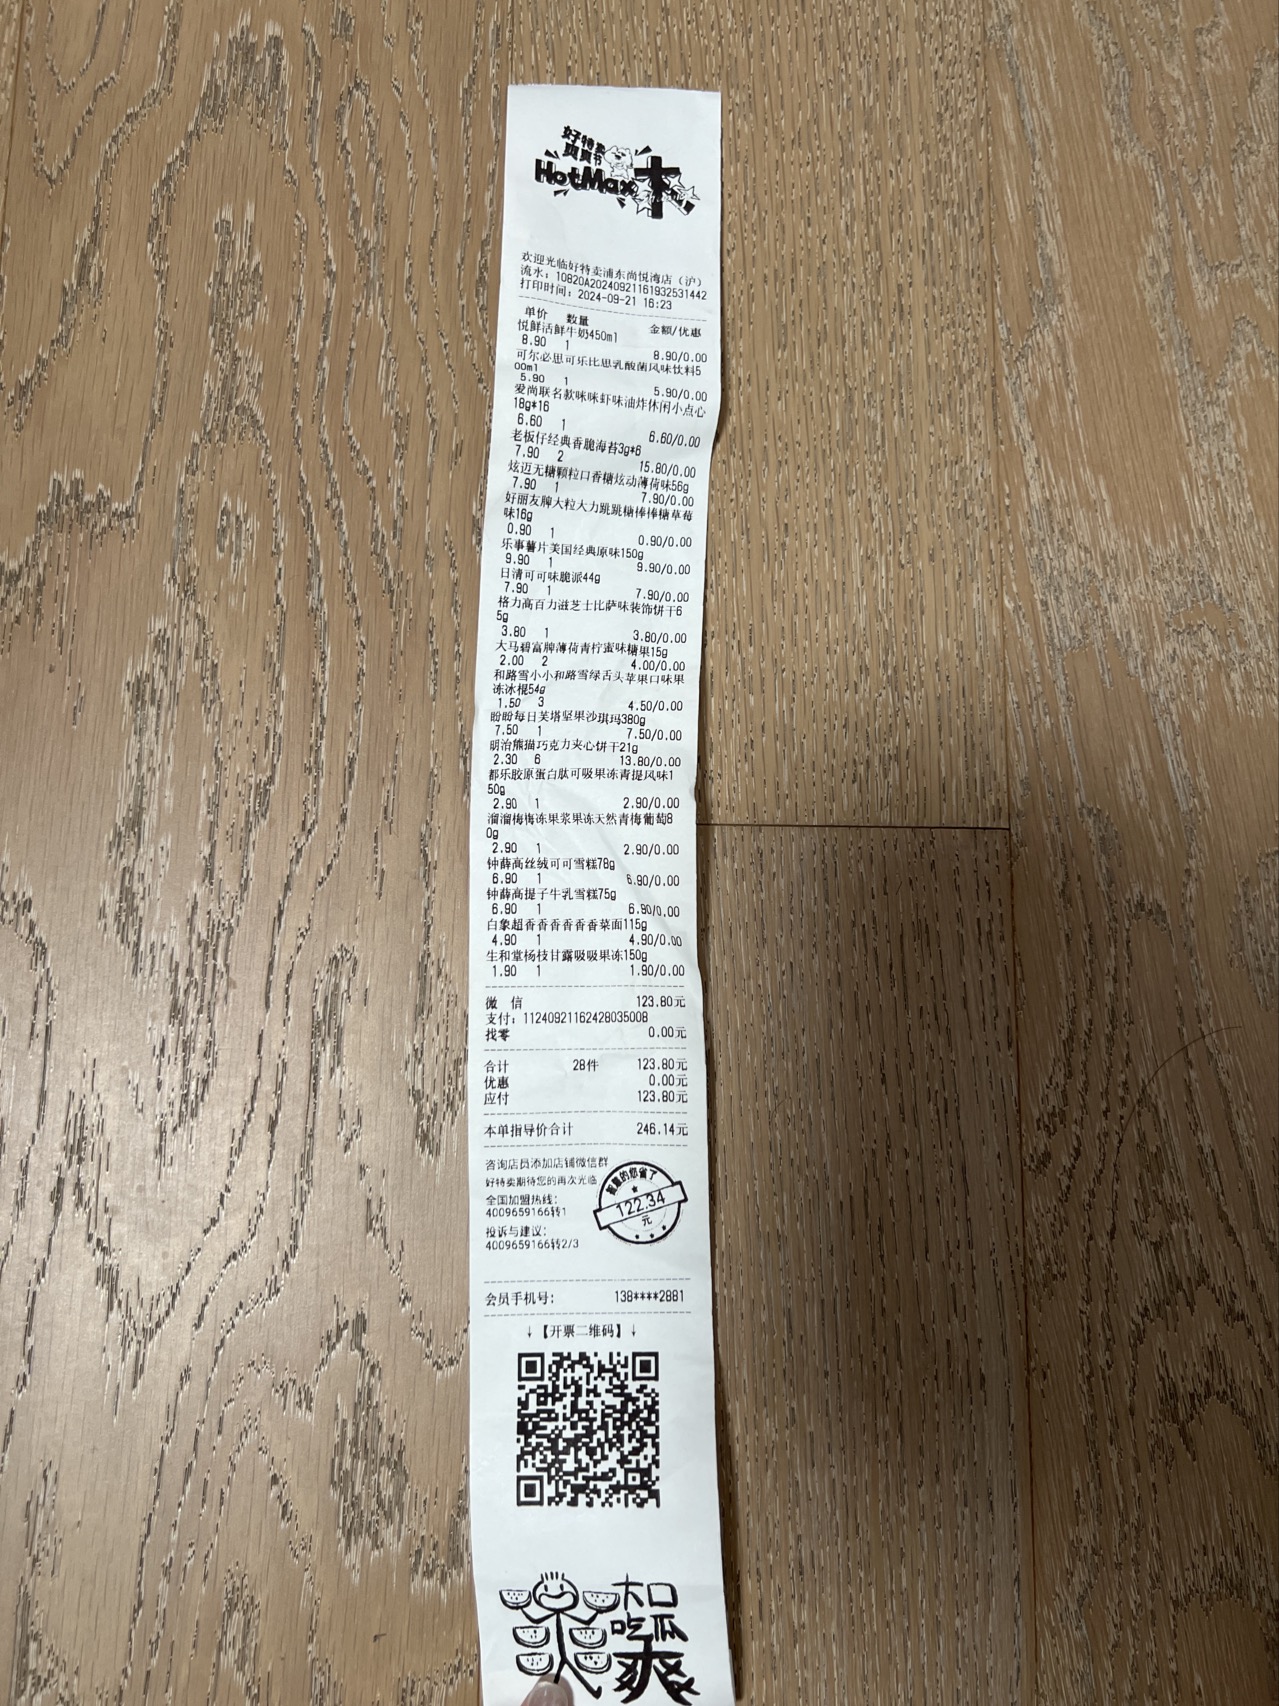 好特卖
爽爽节
HotMaxx
欢迎光临好特卖浦东尚悦湾店（沪）
流水：10820A20240921161932531442
打印时间：2024-09-21 16:23
单价 数量 金额/优惠
悦鲜活鲜牛奶450ml
8.90 1 8.90/0.00
可尔必思可乐比思乳酸菌风味饮料5
00ml
5.90 1 5.90/0.00
爱尚联名款咪咪虾味油炸休闲小点心
18g*16
6.60 1 6.60/0.00
老板仔经典香脆海苔3g*6
7.90 2 15.80/0.00
炫迈无糖颗粒口香糖炫动薄荷味56g
7.90 1 7.90/0.00
好丽友牌大粒大力跳跳糖棒棒糖草莓
味16g
0.90 1 0.90/0.00
乐事薯片美国经典原味150g
9.90 1 9.90/0.00
日清可可味脆派44g
7.90 1 7.90/0.00
格力高百力滋芝士比萨味装饰饼干6
5g
3.80 1 3.80/0.00
大马碧富牌薄荷青柠蜜味糖果15g
2.00 2 4.00/0.00
和路雪小小和路雪绿舌头苹果口味果
冻冰棍54g
1.50 3 4.50/0.00
盼盼每日芙塔坚果沙琪玛380g
7.50 1 7.50/0.00
明治熊猫巧克力夹心饼干21g
2.30 6 13.80/0.00
都乐胶原蛋白肽可吸果冻青提风味1
50g
2.90 1 2.90/0.00
溜溜梅梅冻果浆果冻天然青梅葡萄8
0g
2.90 1 2.90/0.00
钟薛高丝绒可可雪糕78g
6.90 1 6.90/0.00
钟薛高提子牛乳雪糕75g
6.90 1 6.90/0.00
白象超香香香香香香菜面115g
4.90 1 4.90/0.00
生和堂杨枝甘露吸吸果冻150g
1.90 1 1.90/0.00
微 信 123.80元
支付：11240921162428035008
找零 0.00元
合计 28件 123.80元
优惠 0.00元
应付 123.80元
本单指导价合计 246.14元
咨询店员添加店铺微信群
好特卖期待您的再次光临
全国加盟热线：
4009659166转1
投诉与建议：
4009659166转2/3
的您省了
122.34
元
会员手机号： 138****2881
↓【开票二维码】↓
大口
吃瓜
爽